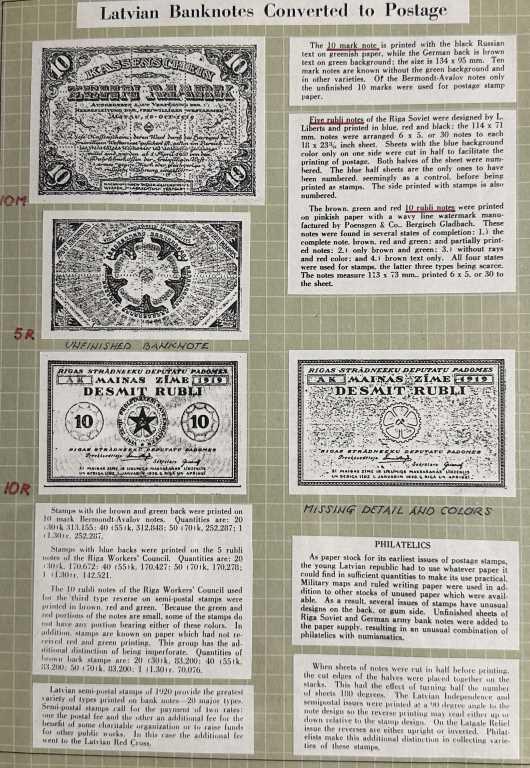 Latvian Banknotes Converted to Postage
The 10 mark note is printed with the black Russian
text on greenish paper, while the German back is brown
text on green background; the size is 134 x 95 mm. Ten
mark notes are known without the green background and
in other varieties. Of the Bermondt-Avalov notes only
the unfinished 10 marks were used for postage stamp
paper.
10
10
KASSENSCHEIN
10
10
10M
Five rubli notes of the Riga Soviet were designed by L.
Liberts and printed in blue, red and black; the 114 x 71
mm. notes were arranged 6 x 5, or 30 notes to each
18 x 23¾ inch sheet. Sheets with the blue background
color only on one side were cut in half to facilitate the
printing of postage. Both halves of the sheet were num-
bered. The blue half sheets are the only ones to have
been numbered, seemingly as a control, before being
printed as stamps. The side printed with stamps is also
numbered.
The brown, green and red 10 rubli notes were printed
on pinkish paper with a wavy line watermark manu-
factured by Poensgen & Co., Bergisch Gladbach. These
notes were found in several states of completion: 1.) the
complete note, brown, red and green; and partially print-
ed notes: 2.) only brown and green; 3.) without rays
and red color; and 4.) brown text only. All four states
were used for stamps, the latter three types being scarce.
The notes measure 113 x 73 mm., printed 6 x 5, or 30 to
the sheet.
5R
UNFINISHED BANKNOTE
RIGAS STRĀDNEEKU DEPUTATU PADOMES
AK MAINAS ZĪME 1919
DESMIT RUBLI
10
10
RIGAS STRADNEEKU DEPUTATU PADOMES
10R
RIGAS STRĀDNEEKU DEPUTATU PADOMES
AK MAINAS ZĪME 1919
DESMIT RUBLI
RIGAS STRADNEEKU DEPUTATU PADOMES
MISSING DETAIL AND COLORS
Stamps with the brown and green back were printed on
10 mark Bermondt-Avalov notes. Quantities are: 20
(30)k, 313,155; 40 (55)k, 312,848; 50 (70)k, 252,287; 1
(1.30)r, 252,287.
Stamps with blue backs were printed on the 5 rubli
notes of the Riga Workers' Council. Quantities are: 20
(30)k, 170,672; 40 (55)k, 170,427; 50 (70)k, 170,278;
1 (1.30)r, 142,521.
The 10 rubli notes of the Riga Workers' Council used
for the third type reverse on semi-postal stamps were
printed in brown, red and green. Because the green and
red portions of the notes are small, some of the stamps do
not have any portion bearing either of these colors. In
addition, stamps are known on paper which had not re-
ceived red and green printing. This group has the ad-
ditional distinction of being imperforate. Quantities of
brown back stamps are: 20 (30)k, 83,200; 40 (55)k,
83,200; 50 (70)k, 83,200; 1 (1.30)r, 70,076.
PHILATELICS
As paper stock for its earliest issues of postage stamps,
the young Latvian republic had to use whatever paper it
could find in sufficient quantities to make its use practical.
Military maps and ruled writing paper were used in ad-
dition to other stocks of unused paper which were avail-
able. As a result, several issues of stamps have unusual
designs on the back, or gum side. Unfinished sheets of
Riga Soviet and German army bank notes were added to
the paper supply, resulting in an unusual combination of
philatelics with numismatics.
Latvian semi-postal stamps of 1920 provide the greatest
variety of types printed on bank notes—20 major types.
Semi-postal stamps call for the payment of two rates:
one the postal fee and the other an additional fee for the
benefit of some charitable organization or to raise funds
for other public works. In this case the additional fee
went to the Latvian Red Cross.
When sheets of notes were cut in half before printing,
the cut edges of the halves were placed together on the
stacks. This had the effect of turning half the number
of sheets 180 degrees. The Latvian Independence and
semipostal issues were printed at a 90 degree angle to the
note design so the reverse printing may read either up or
down relative to the stamp design. On the Latgale Relief
issue the reverses are either upright or inverted. Philat-
elists make this additional distinction in collecting varie-
ties of these stamps.